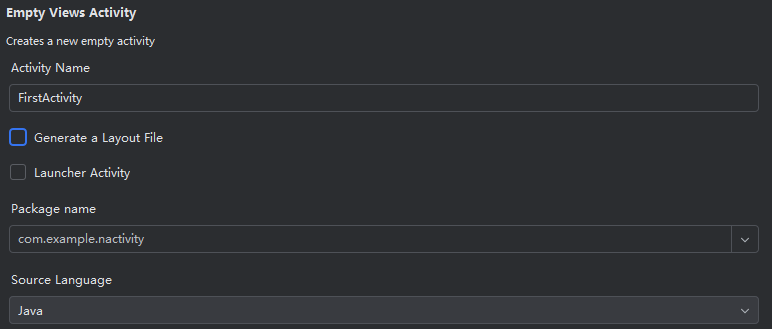 Empty Views Activity
Creates a new empty activity
Activity Name
FirstActivity
Generate a Layout File
Launcher Activity
Package name
com.example.nactivity
Source Language
Java